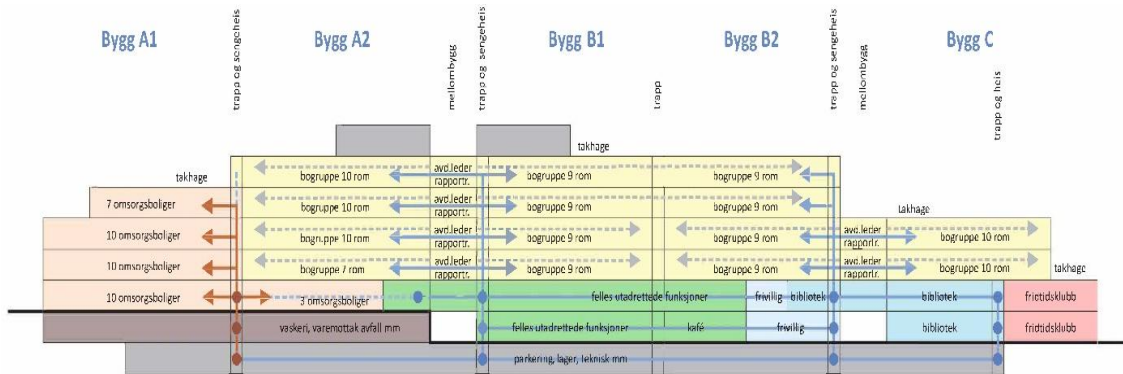 Bygg A1
Bygg A2
Bygg B1
Bygg B2
Bygg C
trapp og sengeheis
mellombygg
trapp og sengeheis
trapp
trapp og sengeheis
mellombygg
trapp og heis
takhage
takhage
bogruppe 10 rom
avd.leder
rapportr.
bogruppe 9 rom
bogruppe 9 rom
7 omsorgsboliger
bogruppe 10 rom
avd.leder
rapportr.
bogruppe 9 rom
bogruppe 9 rom
takhage
10 omsorgsboliger
bogruppe 10 rom
avd.leder
rapportr.
bogruppe 9 rom
bogruppe 9 rom
avd.leder
rapportr.
bogruppe 10 rom
10 omsorgsboliger
bogruppe 7 rom
avd.leder
rapportr.
bogruppe 9 rom
bogruppe 9 rom
avd.leder
rapportr.
bogruppe 10 rom
takhage
10 omsorgsboliger
3 omsorgsboliger
felles utadrettede funksjoner
frivillig
bibliotek
bibliotek
fridtidsklubb
vaskeri, varemottak avfall mm
felles utadrettede funksjoner
kafé
frivillig
bibliotek
fridtidsklubb
parkering, lager, teknisk mm